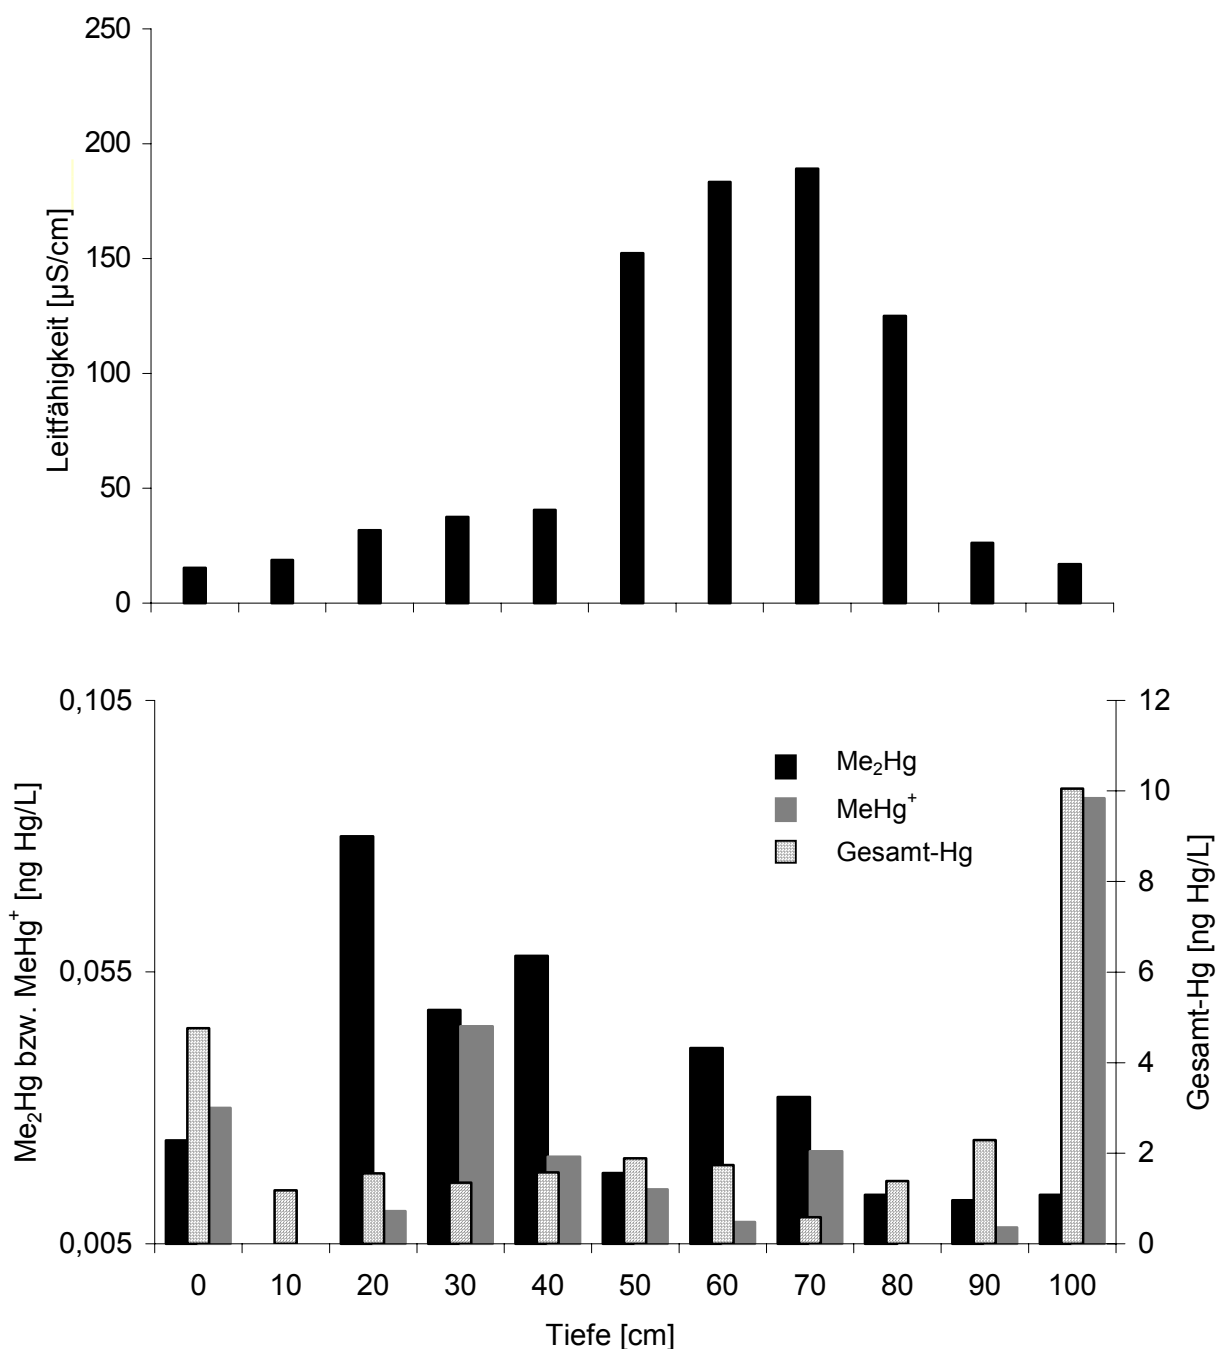 250
200
150
100
50
0
Leitfähigkeit [µS/cm]
0,105
0,055
0,005
Me₂Hg bzw. MeHg⁺ [ng Hg/L]
Me₂Hg
MeHg⁺
Gesamt-Hg
12
10
8
6
4
2
0
Gesamt-Hg [ng Hg/L]
0 10 20 30 40 50 60 70 80 90 100
Tiefe [cm]